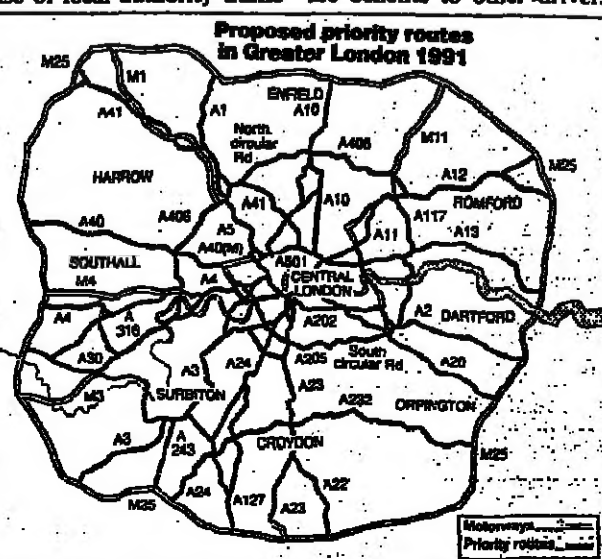 Proposed priority routes
in Greater London 1991
M25
M1
A1
ENFIELD
A10
A41
North
circular
Rd
A406
M11
M25
A12
HARROW
A41
A10
ROMFORD
A406
A5
A117
A40
A11
A13
A40(M)
A501
SOUTHALL
M4
A4
CENTRAL
LONDON
A4
A
316
A202
A2
DARTFORD
A205
South
circular Rd
A30
A3
A24
A20
M3
SURBITON
A23
A232
ORPINGTON
A3
A
243
CROYDON
M25
M25
A24
A127
A23
A22
Motorways
Priority routes